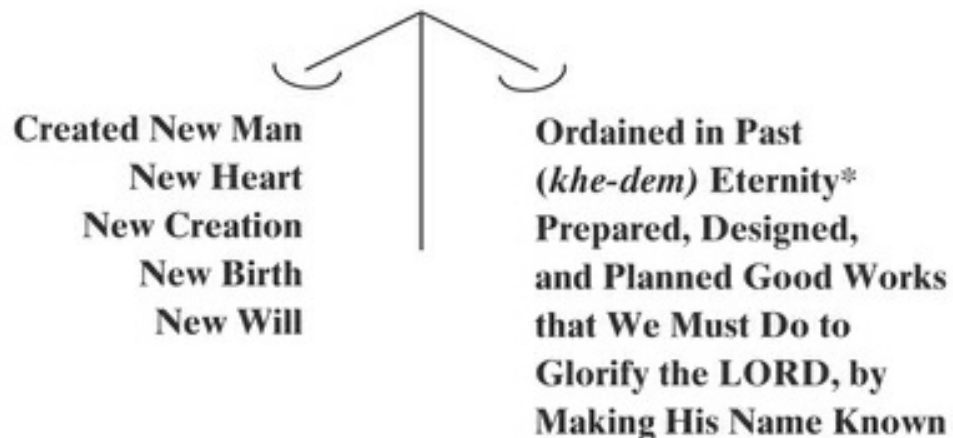 Created New Man
New Heart
New Creation
New Birth
New Will
Ordained in Past
(khe-dem) Eternity*
Prepared, Designed,
and Planned Good Works
that We Must Do to
Glorify the LORD, by
Making His Name Known